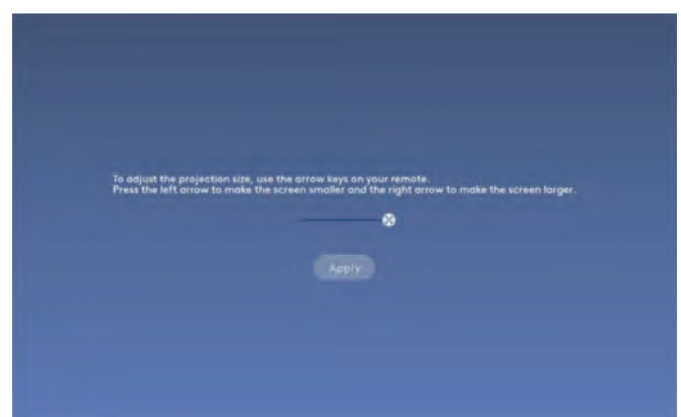 To adjust the projection size, use the arrow keys on your remote.
Press the left arrow to make the screen smaller and the right arrow to make the screen larger.
Apply